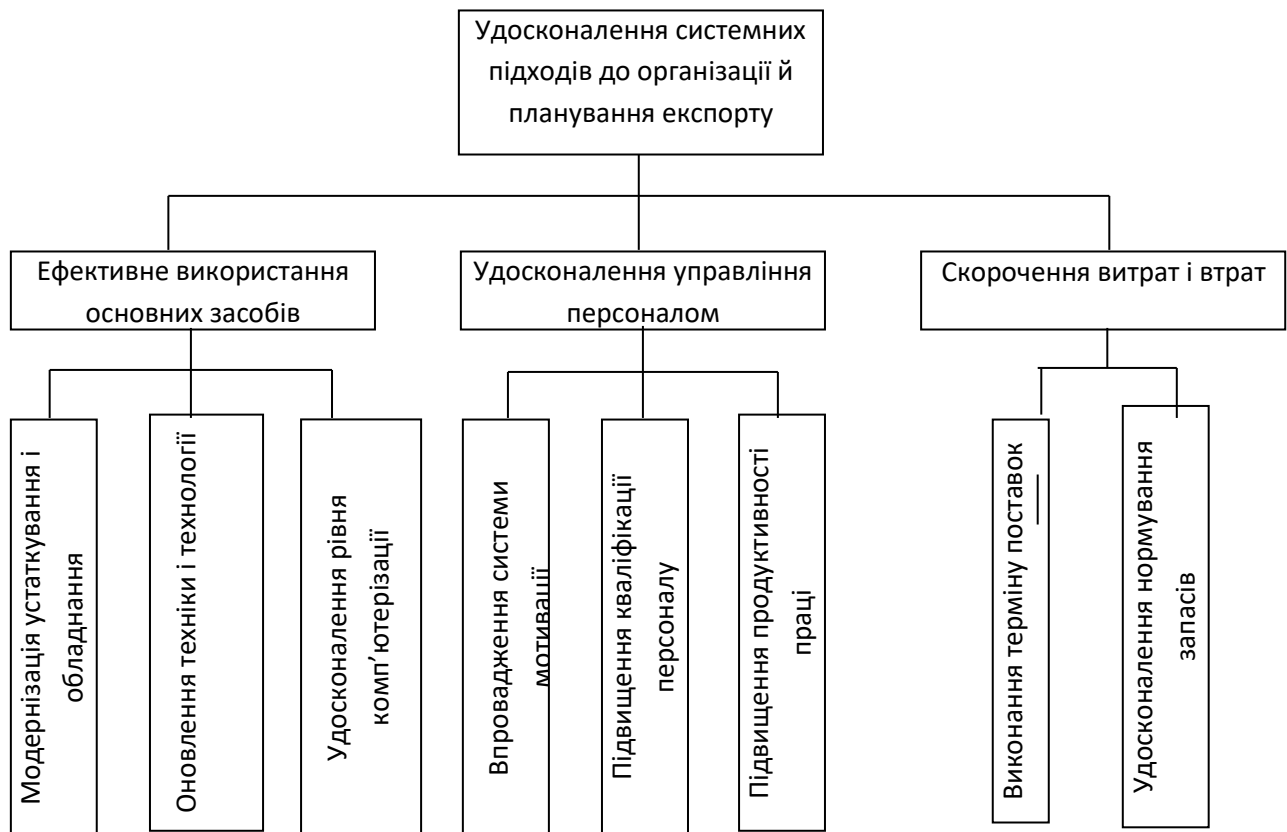 Удосконалення системних
підходів до організації й
планування експорту
Ефективне використання
основних засобів
Удосконалення управління
персоналом
Скорочення витрат і втрат
Модернізація устаткування і
обладнання
Оновлення техніки і технології
Удосконалення рівня
комп’ютерізації
Впровадження системи
мотивації
Підвищення кваліфікації
персоналу
Підвищення продуктивності
праці
Виконання терміну поставок
Удосконалення нормування
запасів